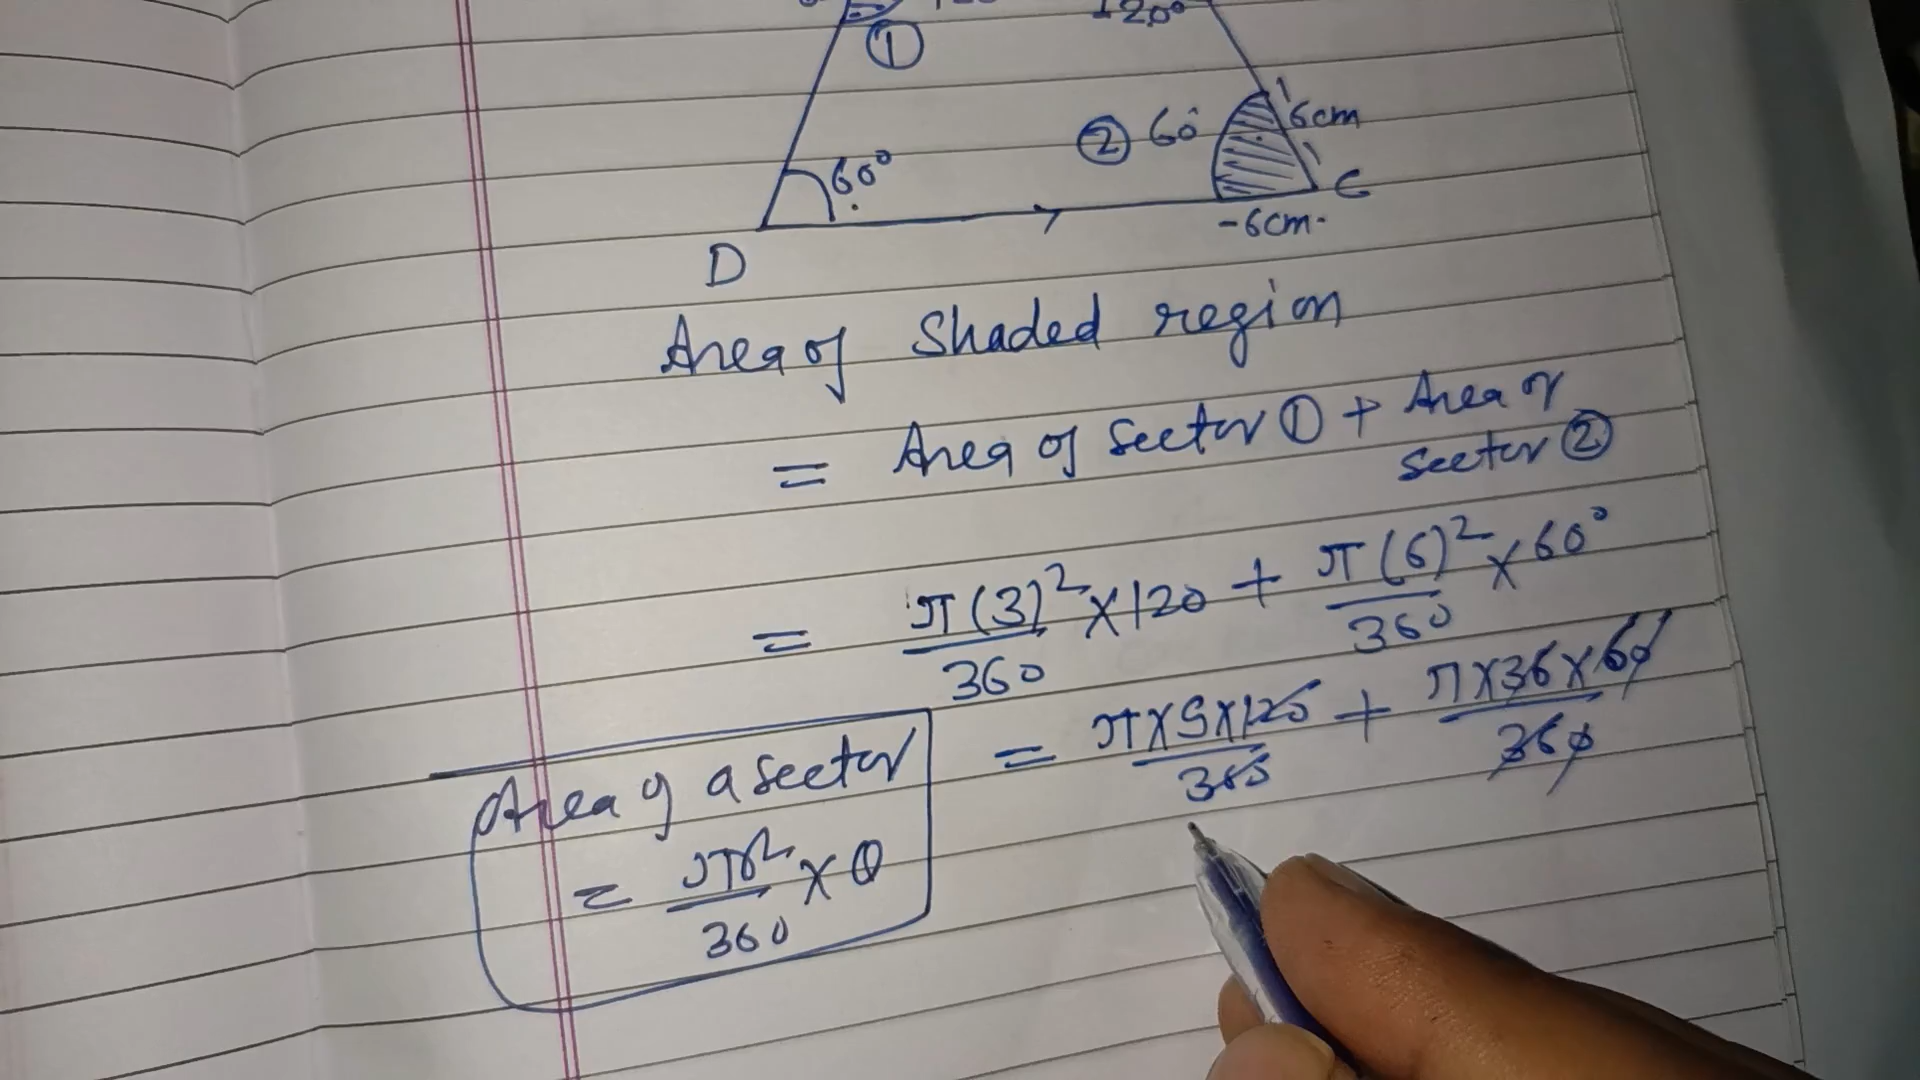 ①
120°
② 60°
6cm
60°
C
-6cm-
D
Area of Shaded region
= Area of Sector ① + Area of
Sector ②
= π(3)²/360 ×120 + π(6)²/360 ×60°
= π×9×120/360 + π×36×60/360
Area of a Sector
= πr²/360 × θ